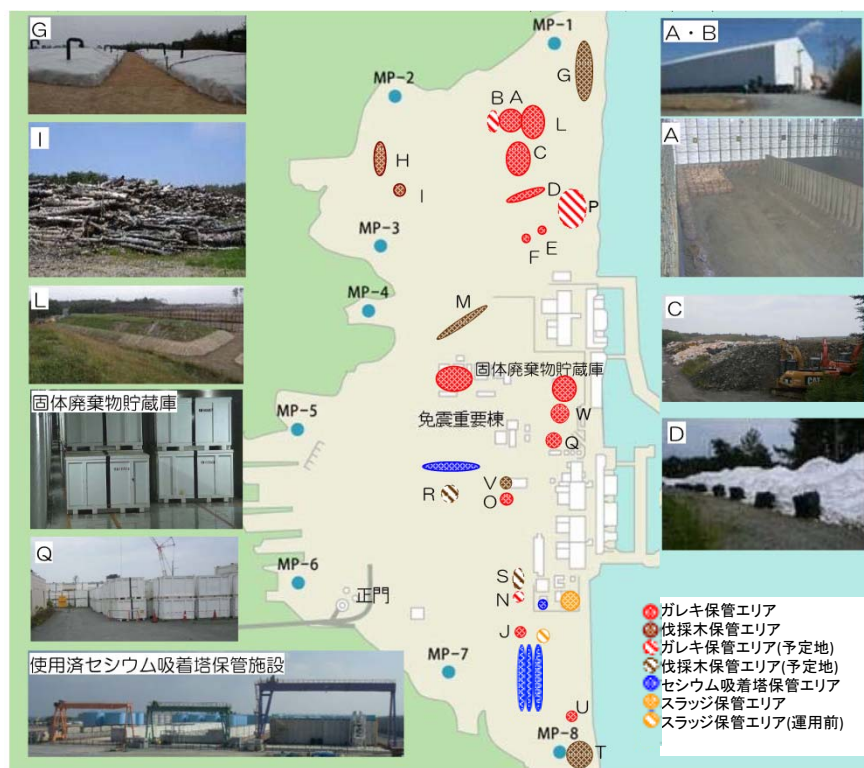 G
I
L
固体廃棄物貯蔵庫
Q
使用済セシウム吸着塔保管施設
MP-1
MP-2
G
B A
L
C
H
I
D
P
MP-3
E
F
MP-4
M
固体廃棄物貯蔵庫
MP-5
免震重要棟
W
Q
V
R
O
MP-6
正門
S
N
J
MP-7
U
MP-8
T
A・B
A
C
D
ガレキ保管エリア
伐採木保管エリア
ガレキ保管エリア(予定地)
伐採木保管エリア(予定地)
セシウム吸着塔保管エリア
スラッジ保管エリア
スラッジ保管エリア(運用前)